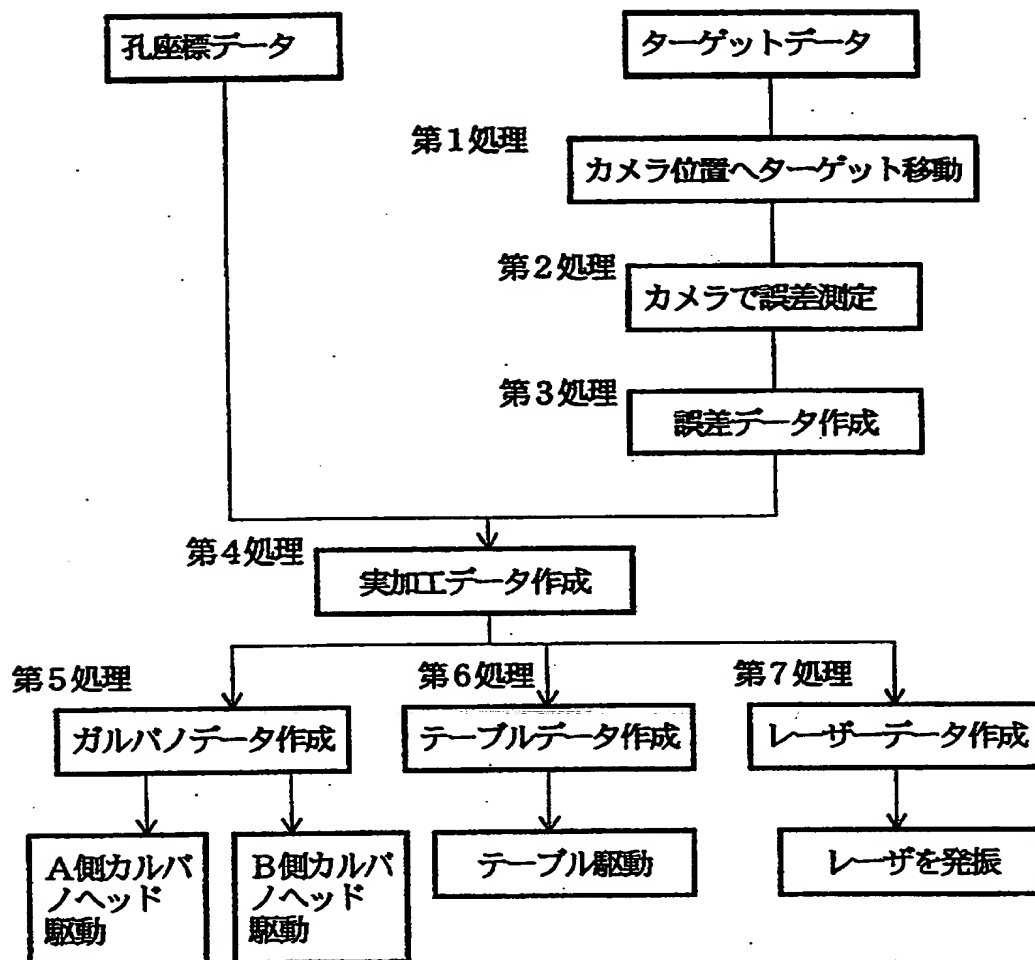 孔座標データ
ターゲットデータ
第1処理
カメラ位置へターゲット移動
第2処理
カメラで誤差測定
第3処理
誤差データ作成
第4処理
実加工データ作成
第5処理
第6処理
第7処理
ガルバノデータ作成
テーブルデータ作成
レーザーデータ作成
A側カルバ
ノヘッド
駆動
B側カルバ
ノヘッド
駆動
テーブル駆動
レーザを発振